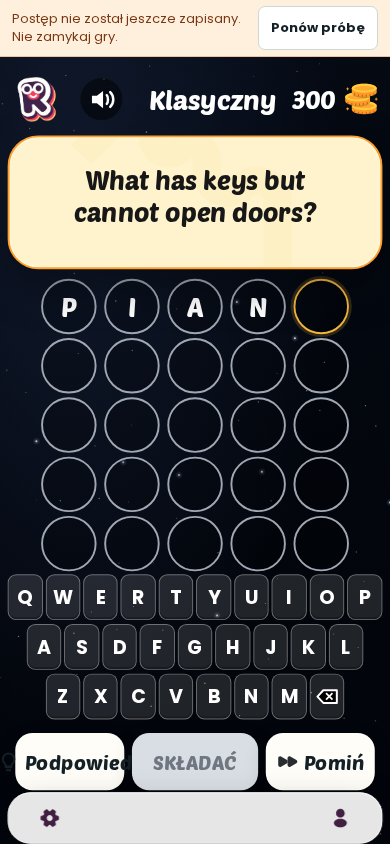 Postęp nie został jeszcze zapisany.
Nie zamykaj gry.
Ponów próbę
R
Klasyczny 300
What has keys but
cannot open doors?
P I A N
Q W E R T Y U I O P
A S D F G H J K L
Z X C V B N M
SKŁADAĆ Pomiń